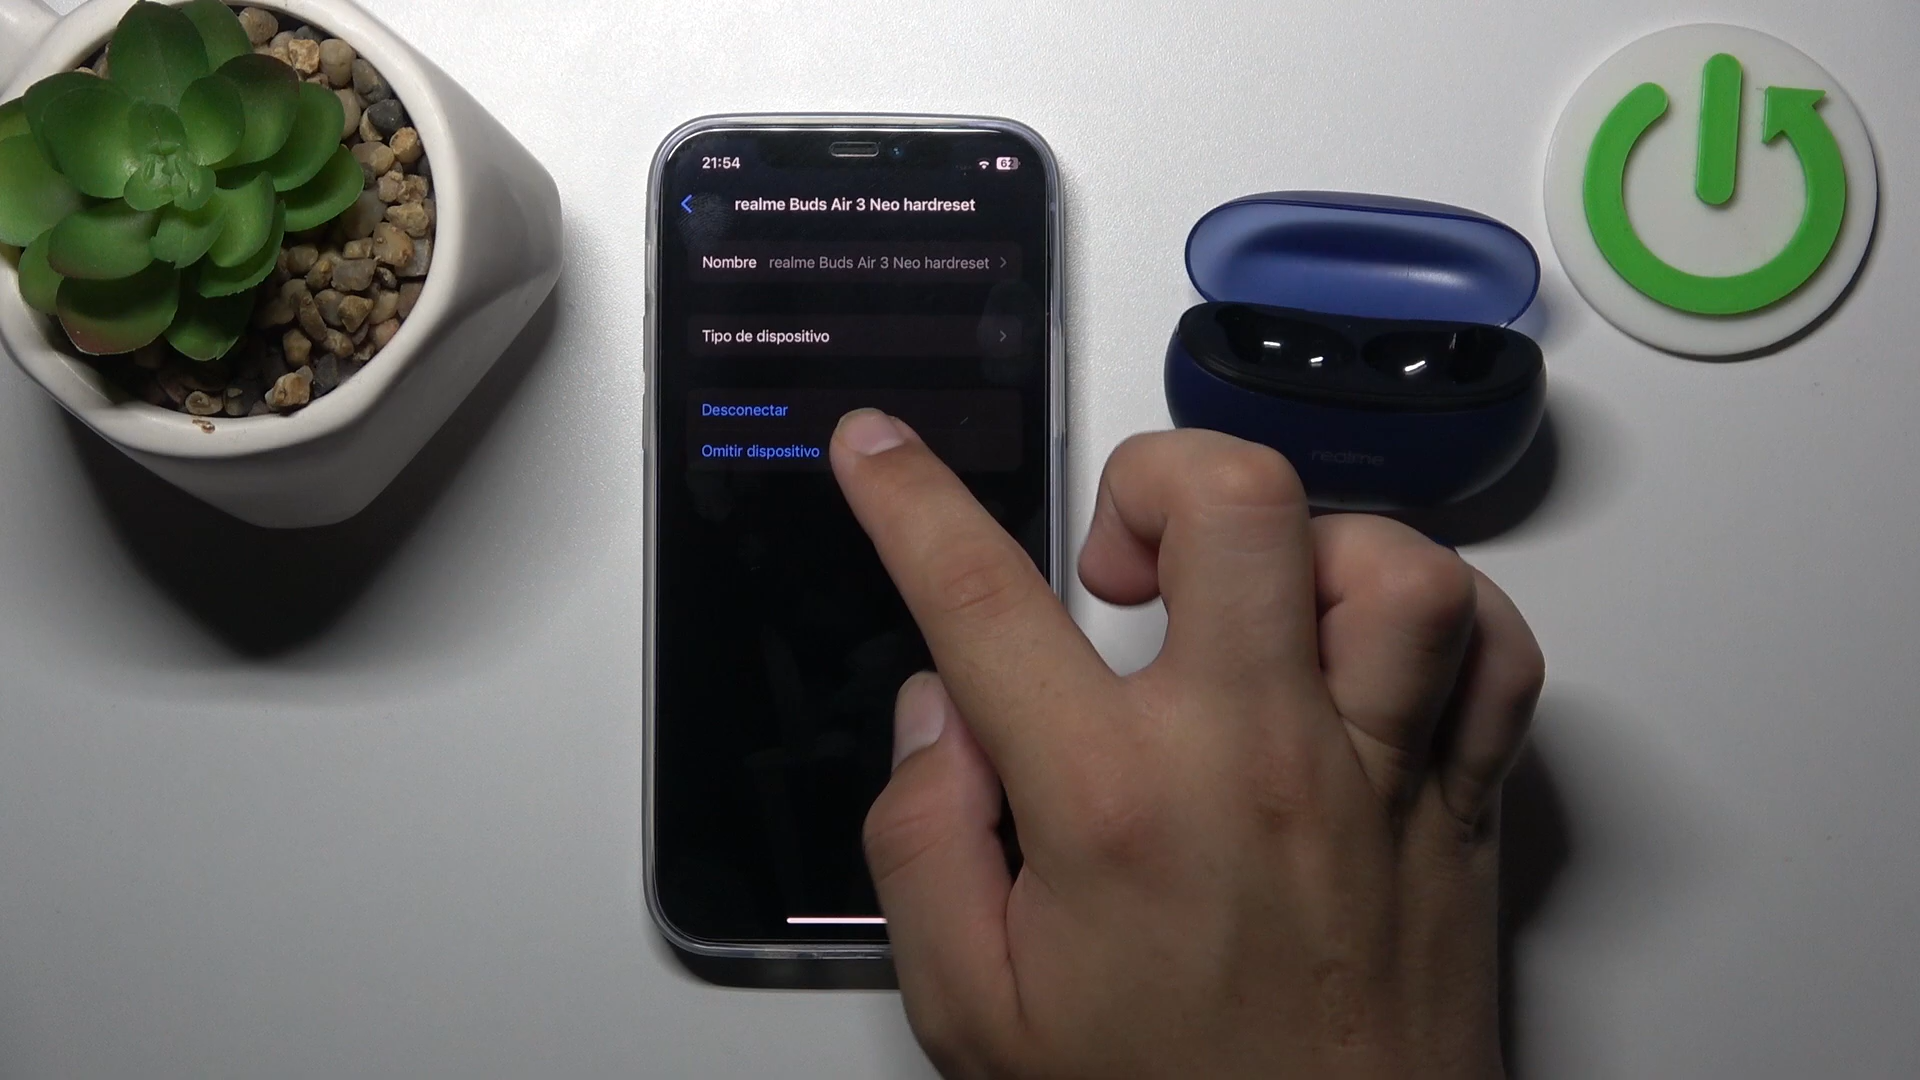 21:54
62
realme Buds Air 3 Neo hardreset
Nombre realme Buds Air 3 Neo hardreset
Tipo de dispositivo
Desconectar
Omitir dispositivo
realme